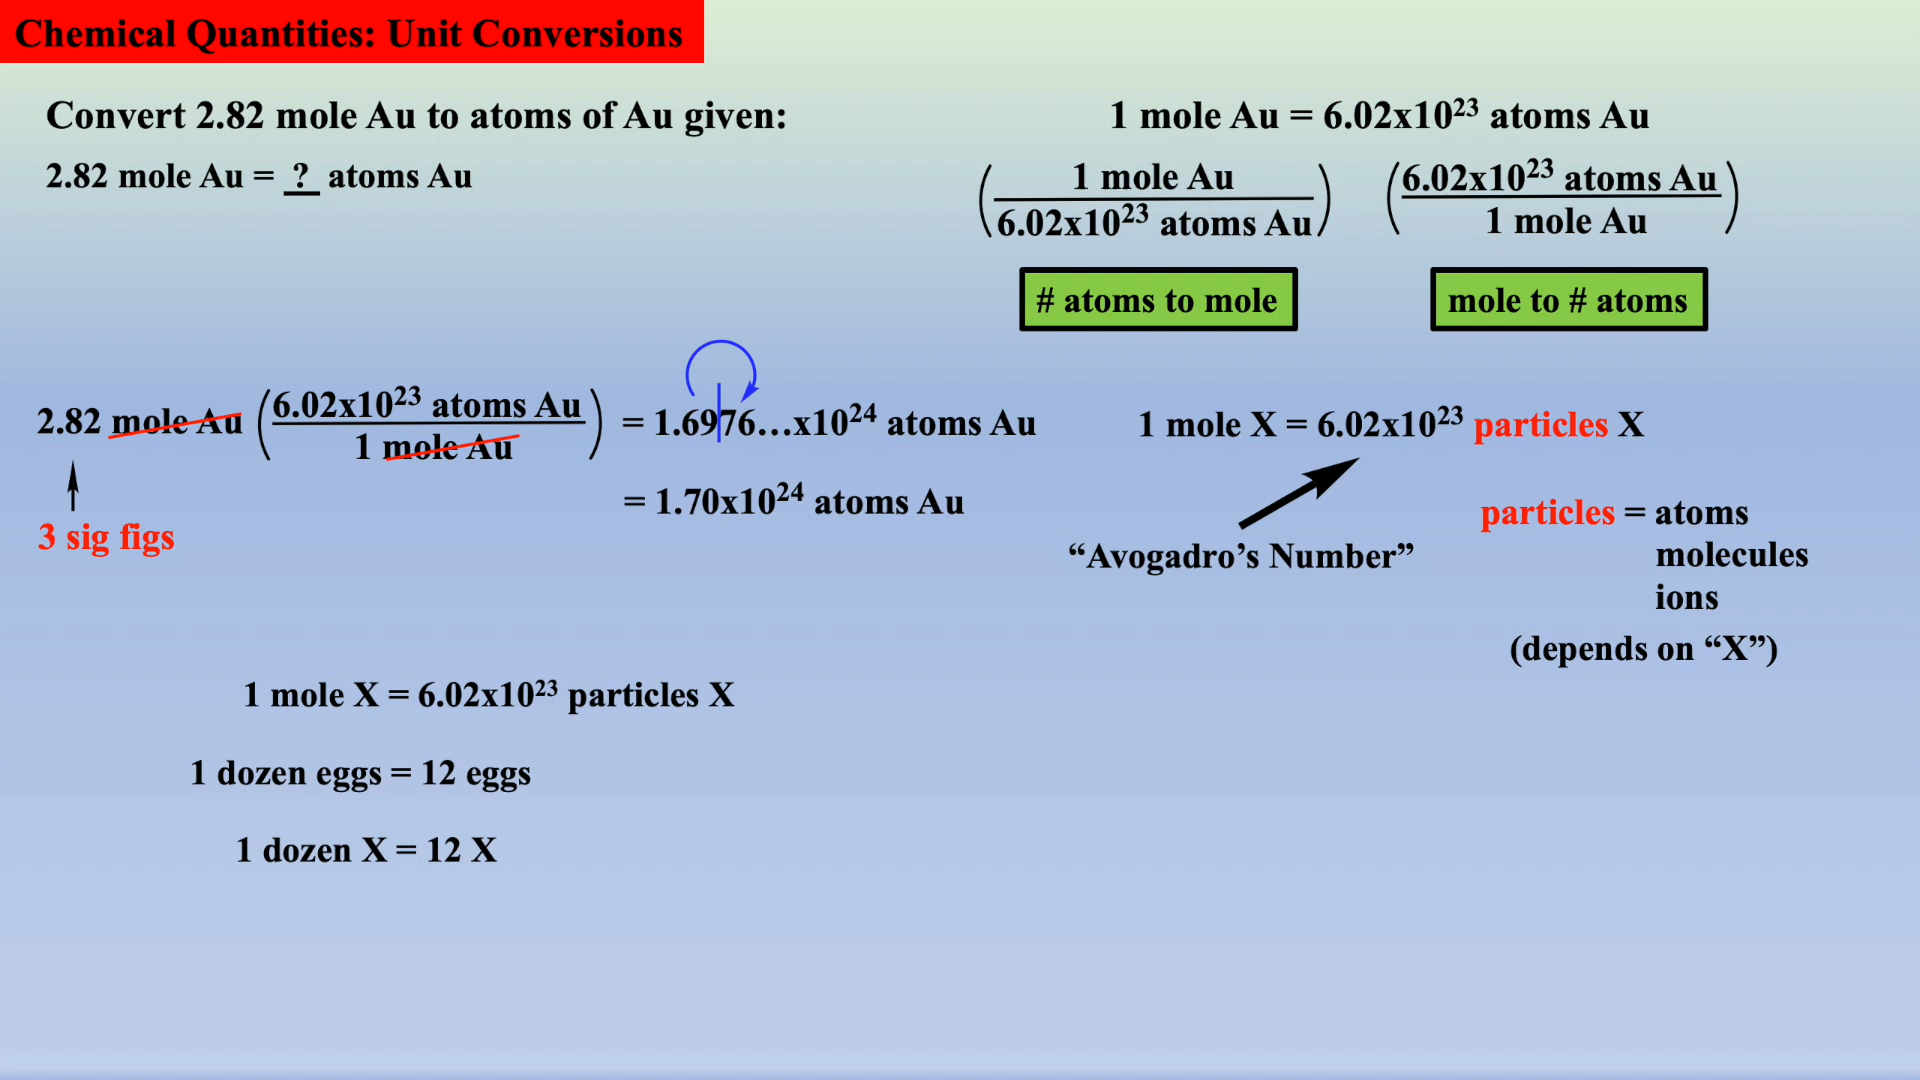 Chemical Quantities: Unit Conversions
Convert 2.82 mole Au to atoms of Au given:
2.82 mole Au = ? atoms Au
1 mole Au = 6.02x10²³ atoms Au
(1 mole Au / 6.02x10²³ atoms Au)
(6.02x10²³ atoms Au / 1 mole Au)
# atoms to mole
mole to # atoms
2.82 mole Au (6.02x10²³ atoms Au / 1 mole Au) = 1.6976…x10²⁴ atoms Au
= 1.70x10²⁴ atoms Au
3 sig figs
1 mole X = 6.02x10²³ particles X
“Avogadro’s Number”
particles = atoms
molecules
ions
(depends on “X”)
1 mole X = 6.02x10²³ particles X
1 dozen eggs = 12 eggs
1 dozen X = 12 X